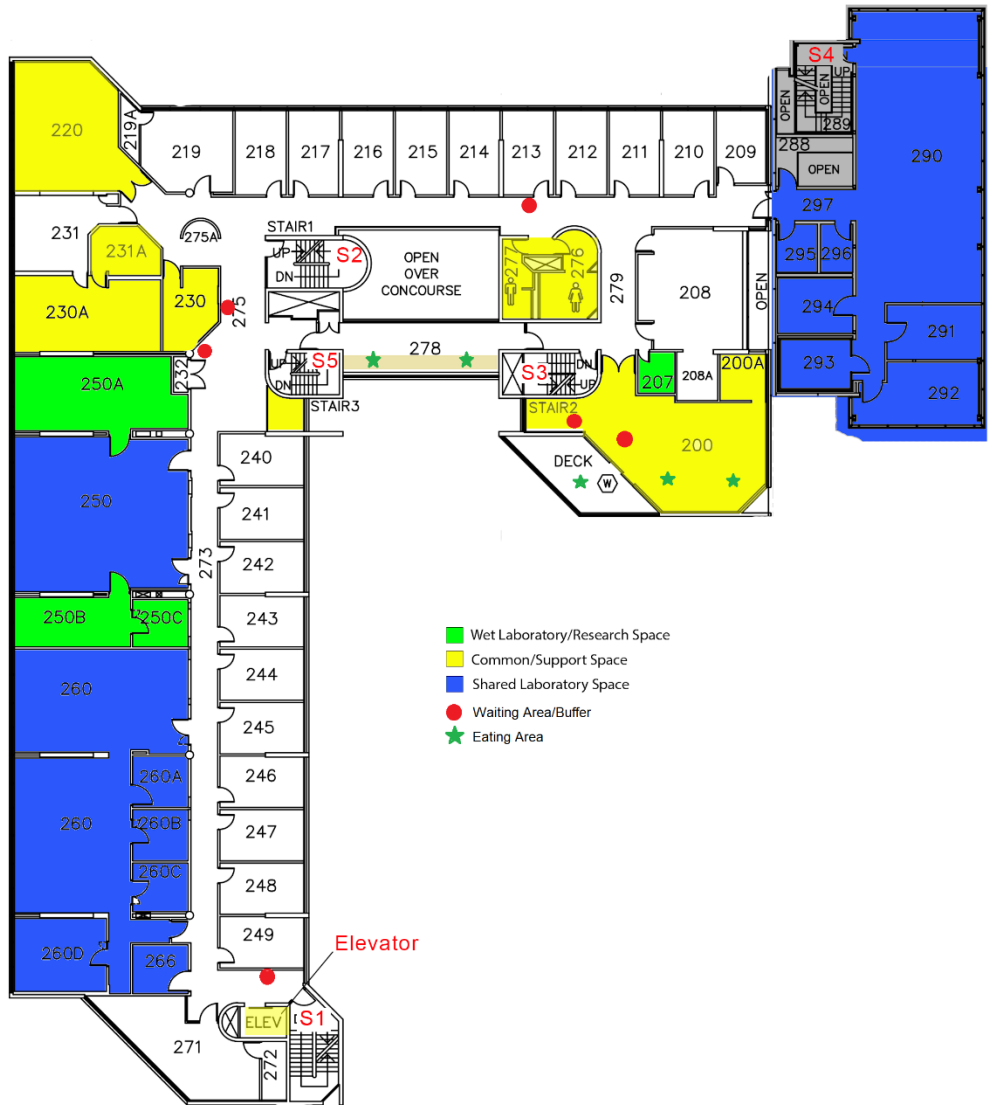 S4
UP
OPEN
OPEN
289
288
OPEN
290
220
219A
219
218
217
216
215
214
213
212
211
210
209
297
295
296
231
231A
275A
STAIR1
UP
S2
DN
OPEN
OVER
CONCOURSE
277
276
279
208
OPEN
294
230A
230
275
278
291
293
292
232
UP
S5
DN
STAIR3
S3
DN
UP
STAIR2
207
208A
200A
200
250A
DECK
W
240
250
241
273
242
250B
250C
243
Wet Laboratory/Research Space
Common/Support Space
Shared Laboratory Space
Waiting Area/Buffer
Eating Area
260
244
245
260A
246
260
260B
247
260C
248
249
260D
266
Elevator
ELEV
S1
271
272